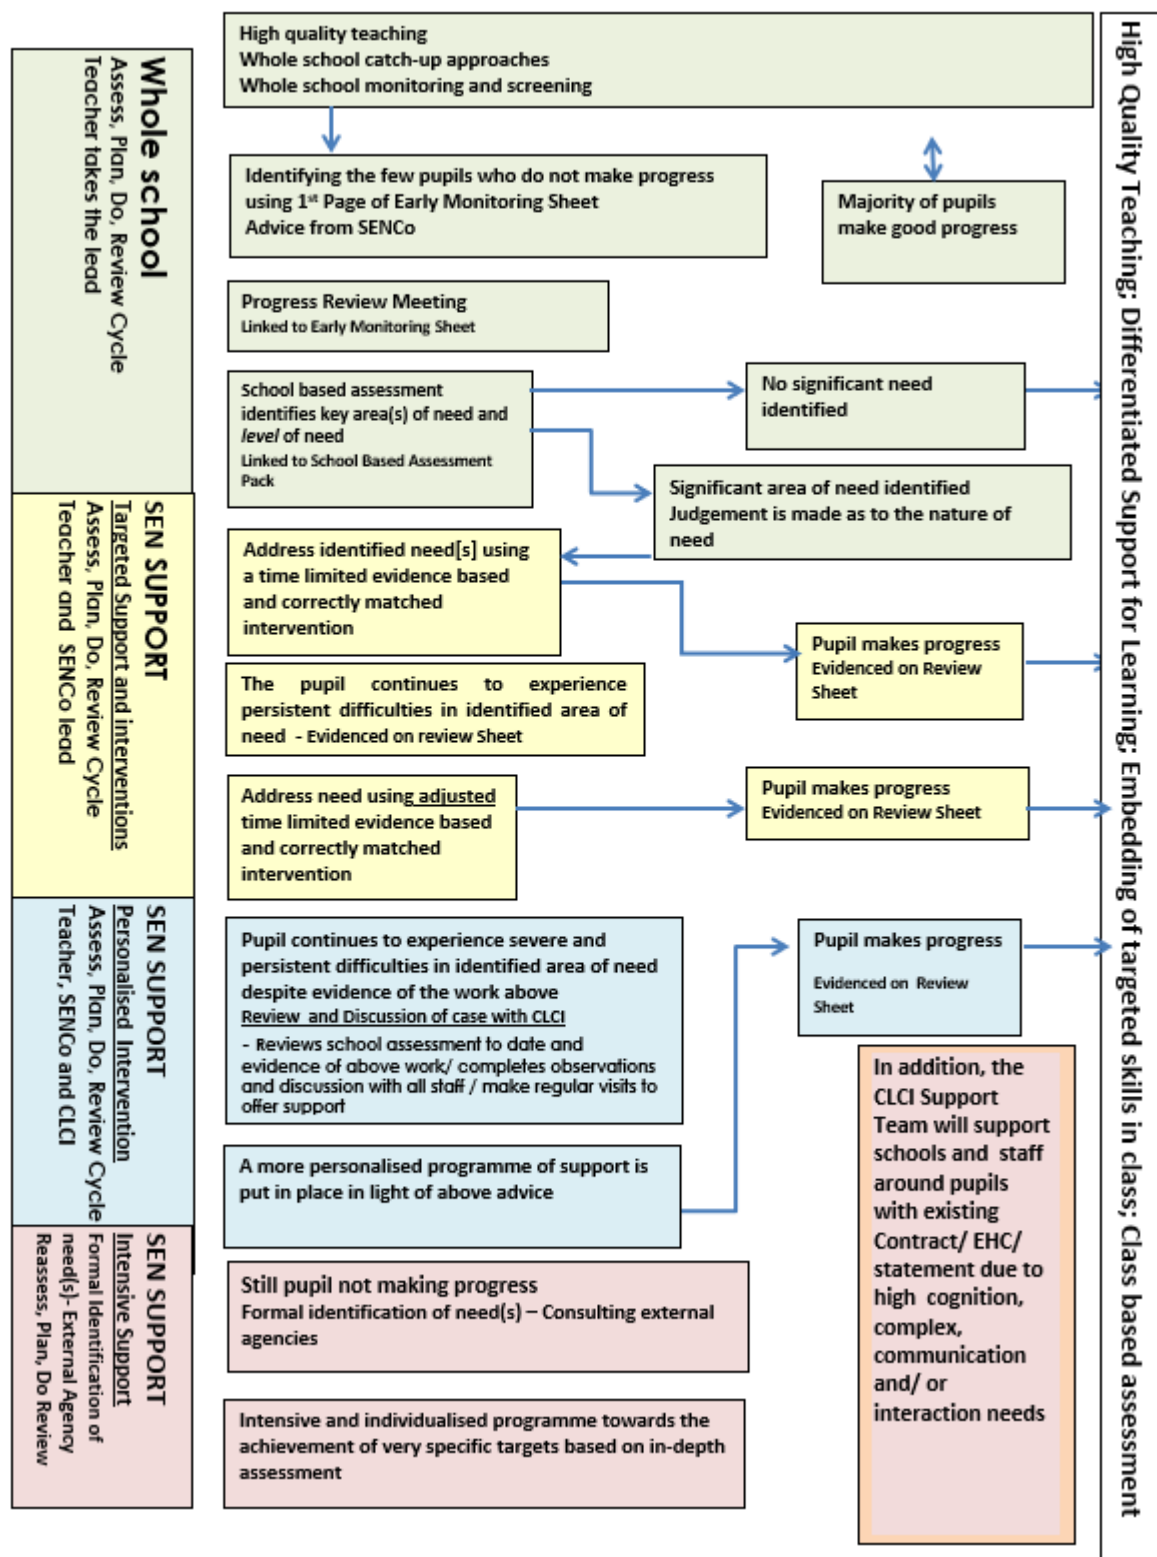 High quality teaching
Whole school catch-up approaches
Whole school monitoring and screening
Whole school
Assess, Plan, Do, Review Cycle
Teacher takes the lead
Identifying the few pupils who do not make progress
using 1st Page of Early Monitoring Sheet
Advice from SENCo
Majority of pupils
make good progress
Progress Review Meeting
Linked to Early Monitoring Sheet
School based assessment
identifies key area(s) of need and
level of need
Linked to School Based Assessment
Pack
No significant need
identified
Significant area of need identified
Judgement is made as to the nature of
need
SEN SUPPORT
Targeted Support and interventions
Assess, Plan, Do, Review Cycle
Teacher and SENCo lead
Address identified need[s] using
a time limited evidence based
and correctly matched
intervention
Pupil makes progress
Evidenced on Review
Sheet
The pupil continues to experience
persistent difficulties in identified area of
need - Evidenced on review Sheet
Address need using adjusted
time limited evidence based
and correctly matched
intervention
Pupil makes progress
Evidenced on Review Sheet
SEN SUPPORT
Personalised Intervention
Assess, Plan, Do, Review Cycle
Teacher, SENCo and CLCI
Pupil continues to experience severe and
persistent difficulties in identified area of need
despite evidence of the work above
Review and Discussion of case with CLCI
- Reviews school assessment to date and
evidence of above work/ completes observations
and discussion with all staff / make regular visits to
offer support
Pupil makes progress
Evidenced on Review
Sheet
A more personalised programme of support is
put in place in light of above advice
In addition, the
CLCI Support
Team will support
schools and staff
around pupils
with existing
Contract/ EHC/
statement due to
high cognition,
complex,
communication
and/ or
interaction needs
SEN SUPPORT
Intensive Support
Formal Identification of
need(s)- External Agency
Reassess, Plan, Do Review
Still pupil not making progress
Formal identification of need(s) – Consulting external
agencies
Intensive and individualised programme towards the
achievement of very specific targets based on in-depth
assessment
High Quality Teaching; Differentiated Support for Learning; Embedding of targeted skills in class; Class based assessment